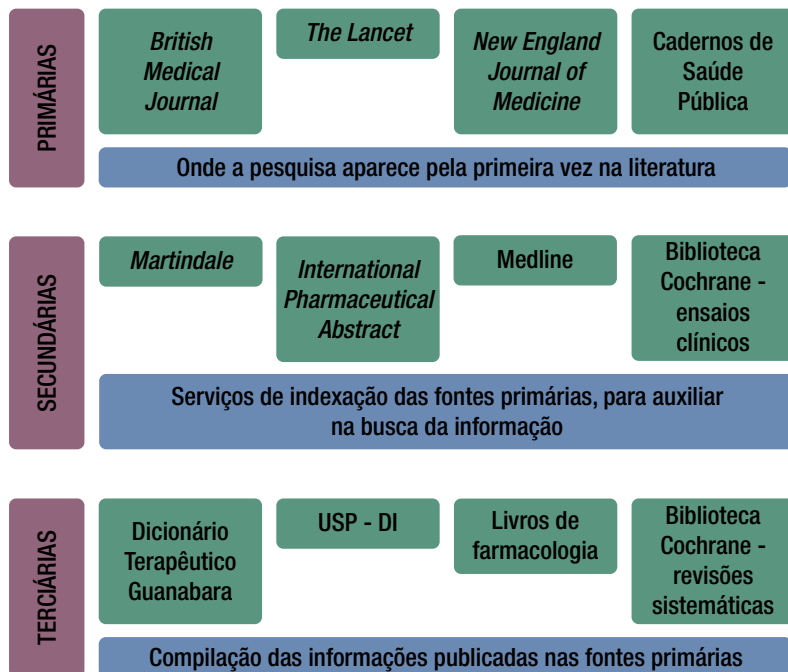 PRIMÁRIAS
British
Medical
Journal
The Lancet
New England
Journal of
Medicine
Cadernos de
Saúde
Pública
Onde a pesquisa aparece pela primeira vez na literatura
SECUNDÁRIAS
Martindale
International
Pharmaceutical
Abstract
Medline
Biblioteca
Cochrane -
ensaios
clínicos
Serviços de indexação das fontes primárias, para auxiliar
na busca da informação
TERCIÁRIAS
Dicionário
Terapêutico
Guanabara
USP - DI
Livros de
farmacologia
Biblioteca
Cochrane -
revisões
sistemáticas
Compilação das informações publicadas nas fontes primárias